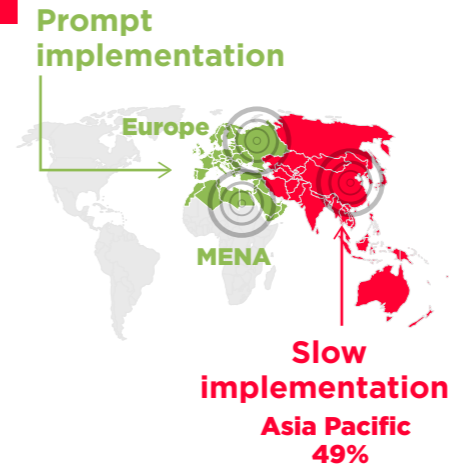 Prompt
implementation
Europe
MENA
Slow
implementation
Asia Pacific
49%